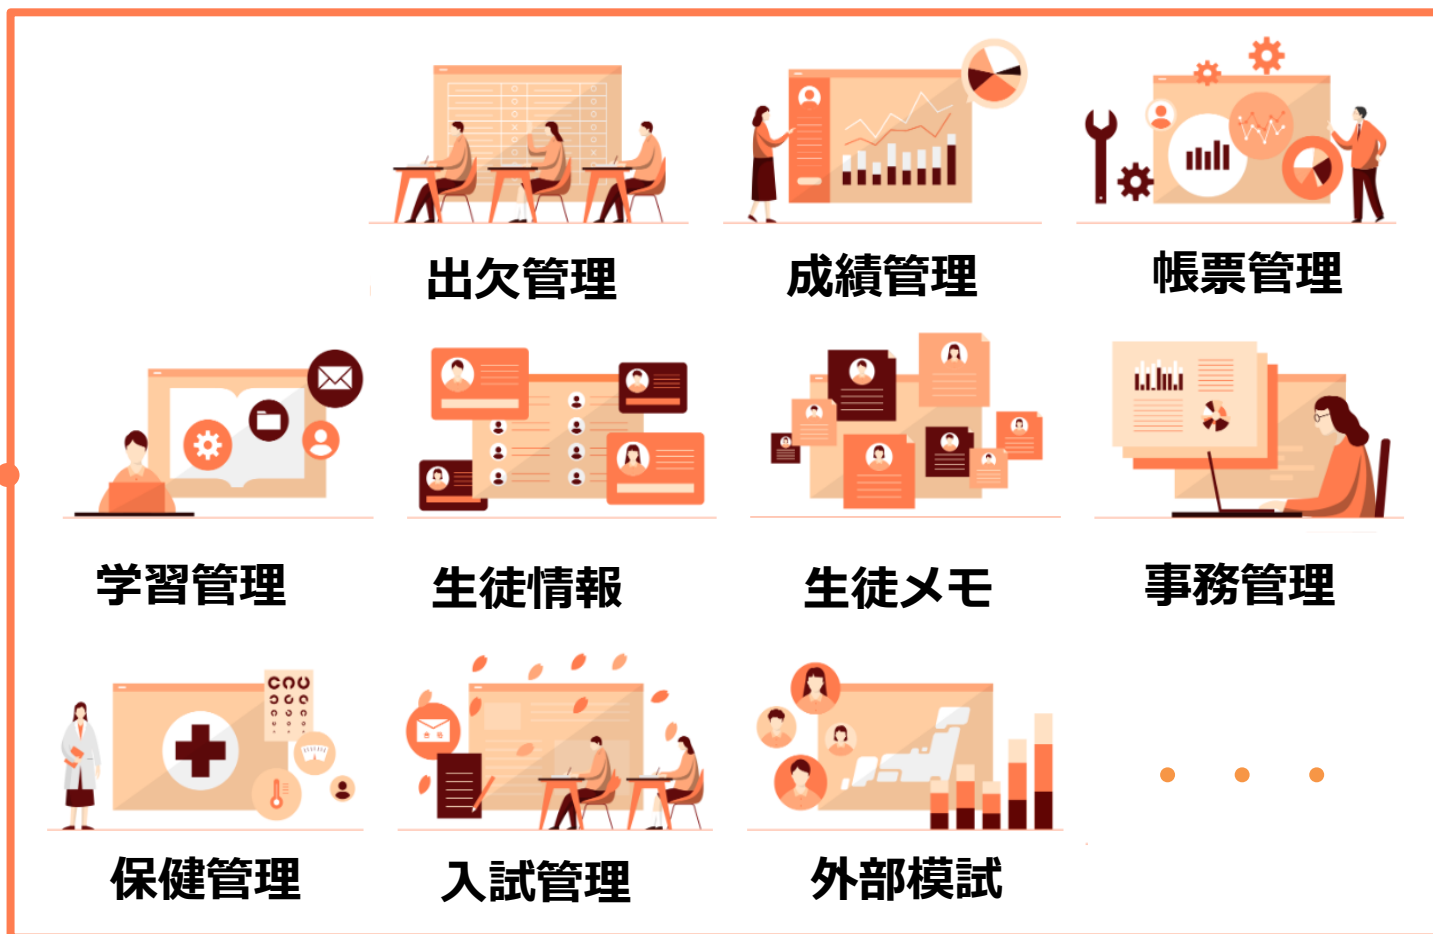 出欠管理
成績管理
帳票管理
学習管理
生徒情報
生徒メモ
事務管理
保健管理
合格
入試管理
外部模試